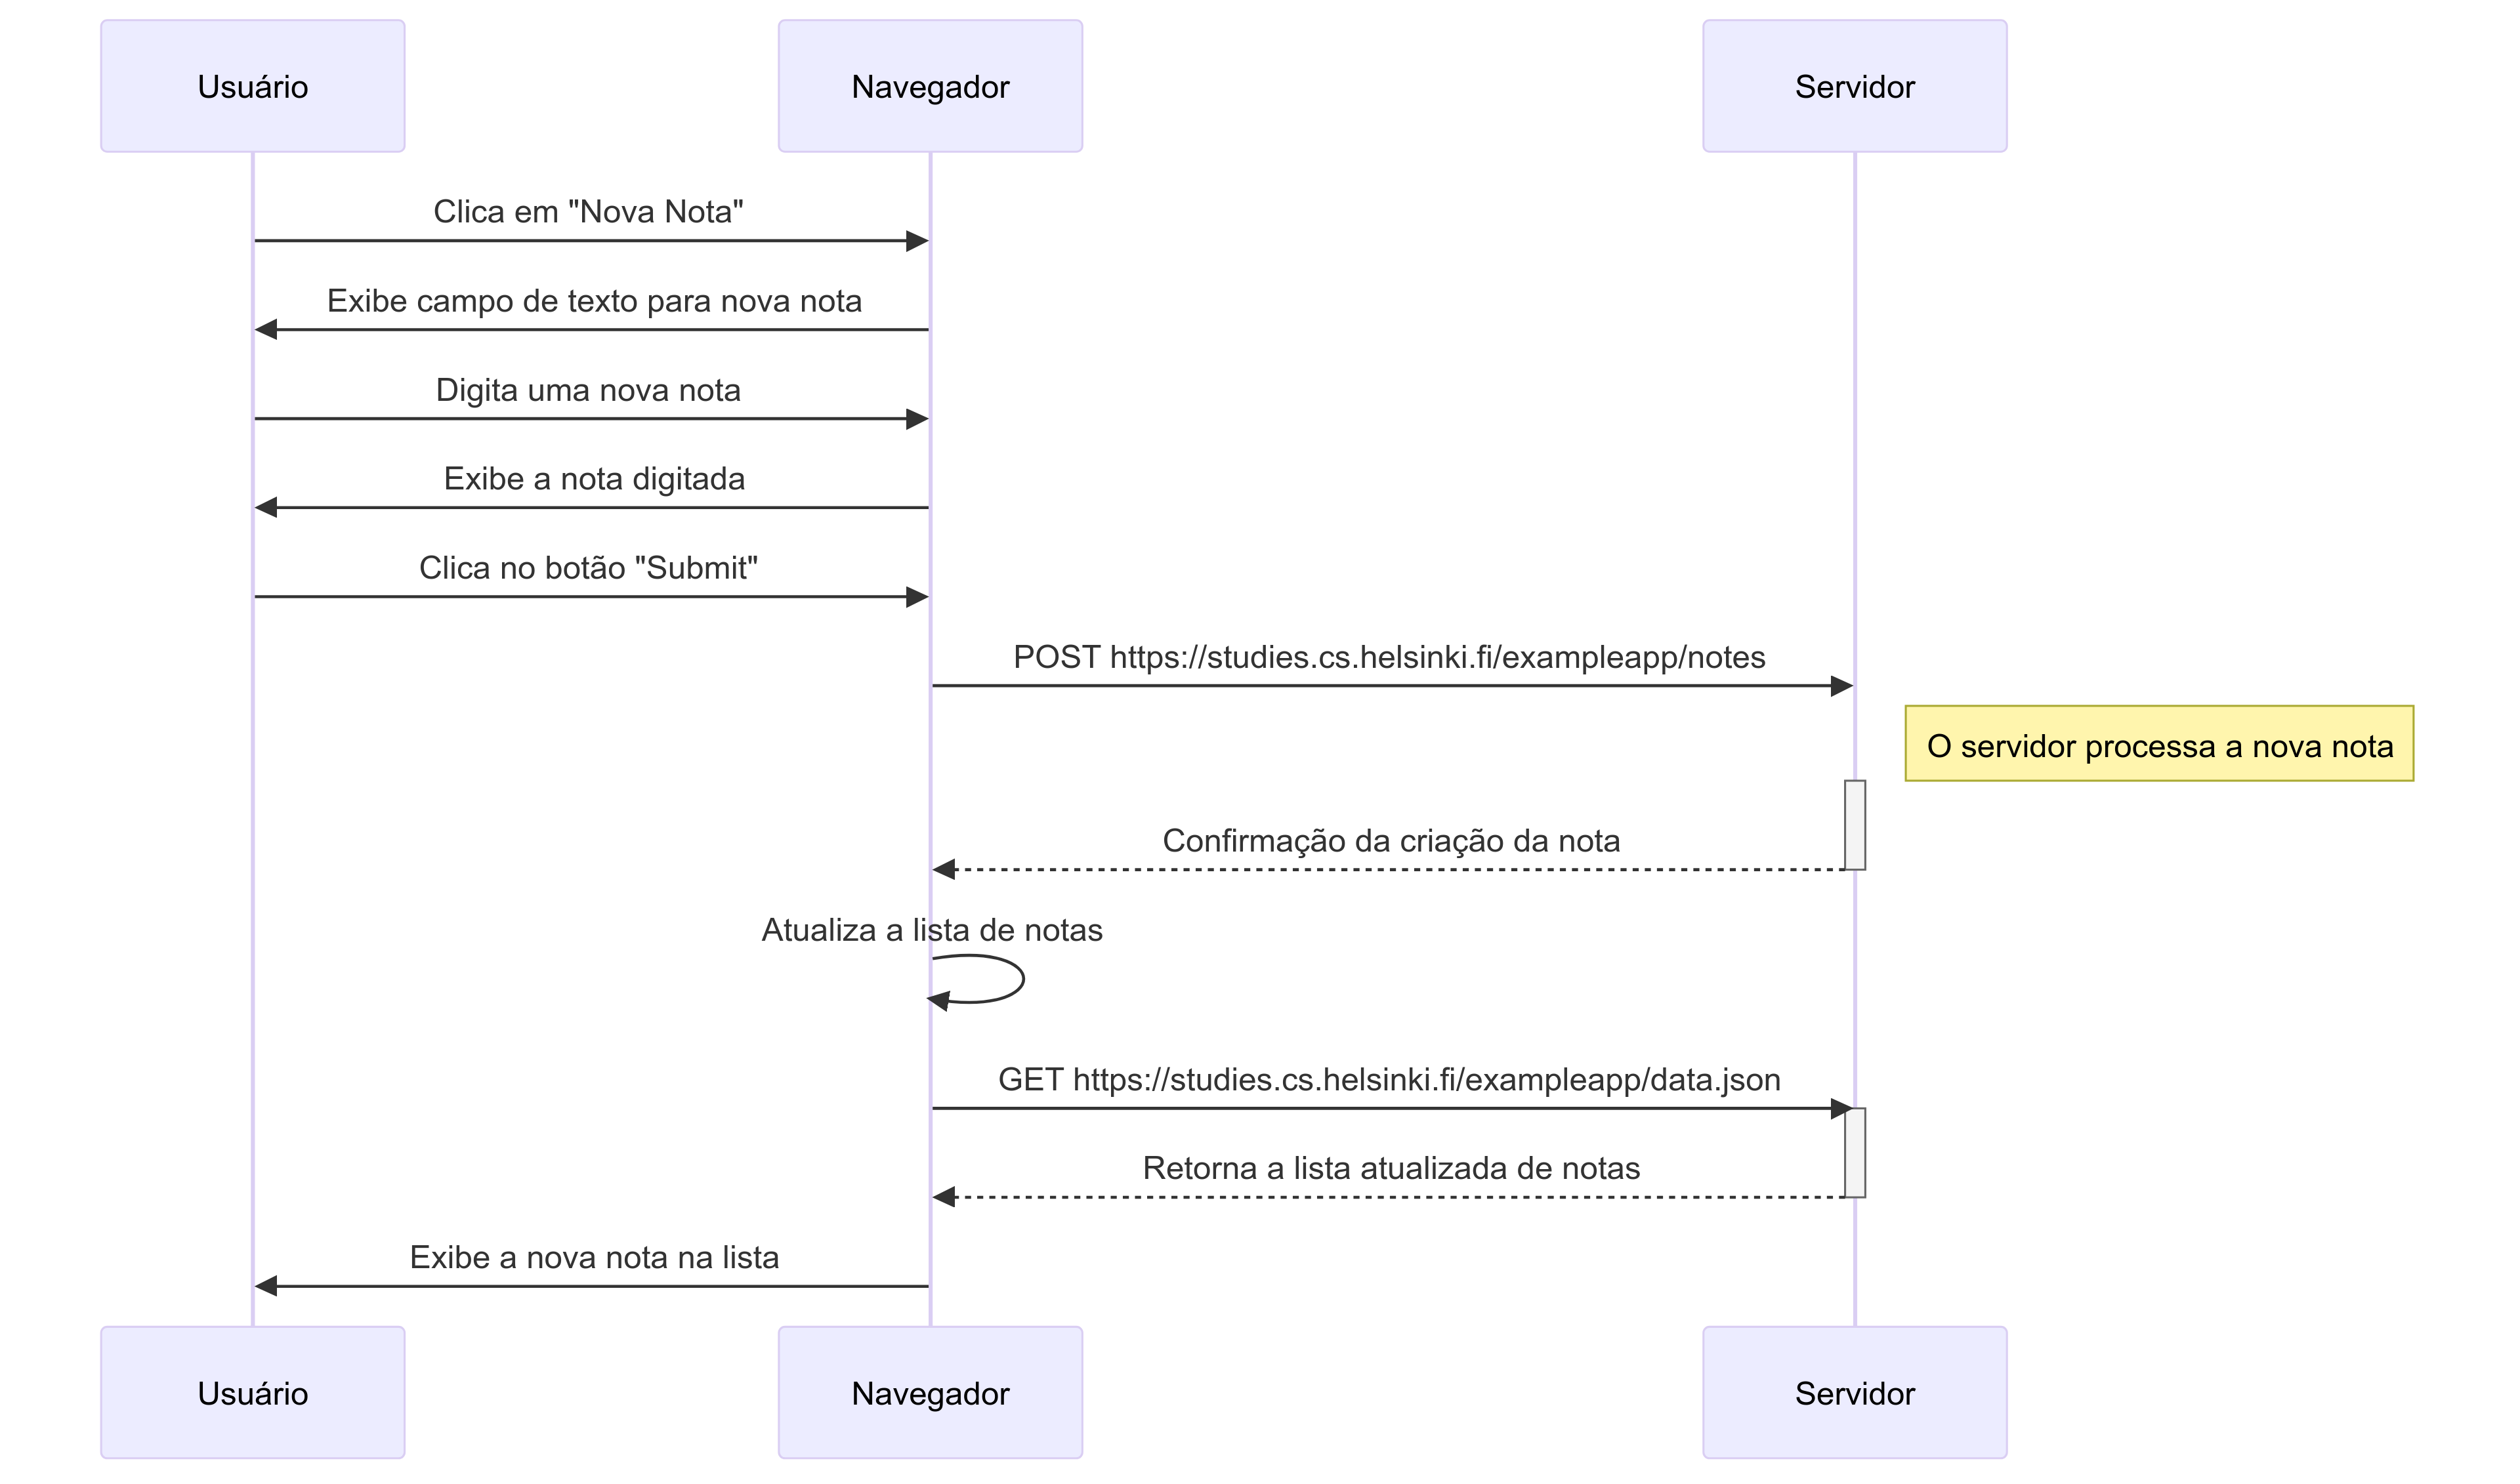 Usuário
Navegador
Servidor
Clica em "Nova Nota"
Exibe campo de texto para nova nota
Digita uma nova nota
Exibe a nota digitada
Clica no botão "Submit"
POST https://studies.cs.helsinki.fi/exampleapp/notes
O servidor processa a nova nota
Confirmação da criação da nota
Atualiza a lista de notas
GET https://studies.cs.helsinki.fi/exampleapp/data.json
Retorna a lista atualizada de notas
Exibe a nova nota na lista
Usuário
Navegador
Servidor